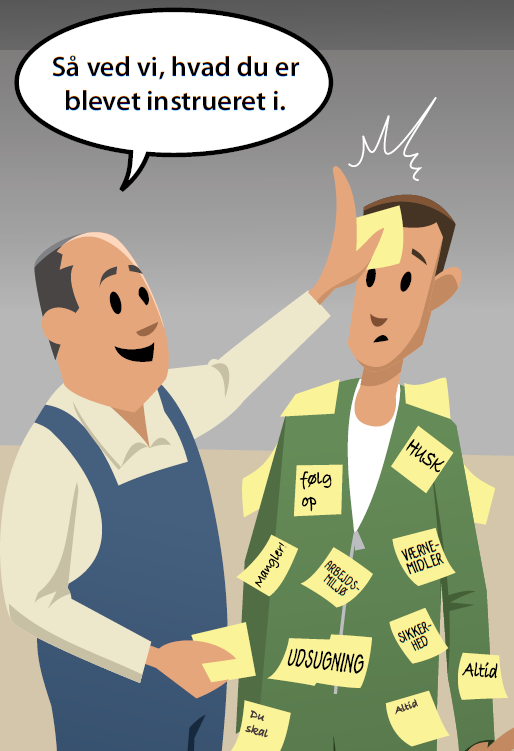 Så ved vi, hvad du er
blevet instrueret i.
HUSK
følg
op
Mangler!
ARBEJDS-
MILJØ
VÆRNE-
MIDLER
SIKKER-
HED
UDSUGNING
Altid
Du
skal
Altid